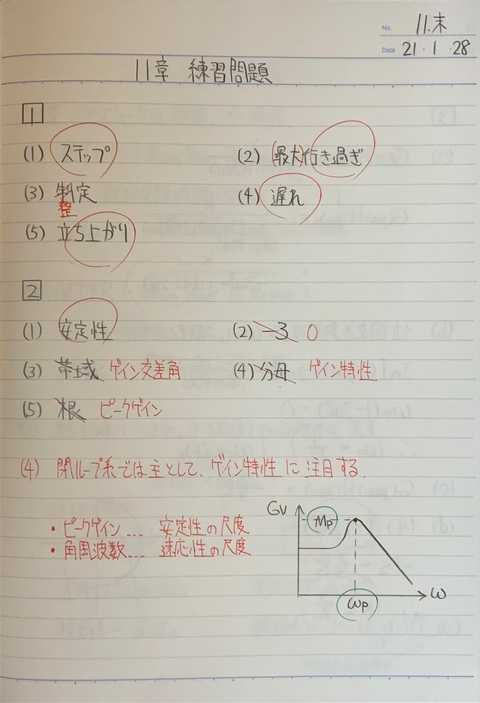 No. 11.末
Date 21・1・28
11章 練習問題
1
(1) ステップ (2) (最大)行き過ぎ
(3) 制定 (4) 遅れ
整
(5) 立ち上がり
2
(1) 安定性 (2) -3 0
(3) 帯域 ゲイン交差角 (4) 分母 ゲイン特性
(5) 根 ピークゲイン
(4) 閉ループ系では主として、ゲイン特性に注目する.
・ピークゲイン... 安定性の尺度
・角周波数... 速応性の尺度
GV
Mp
ω
ωp